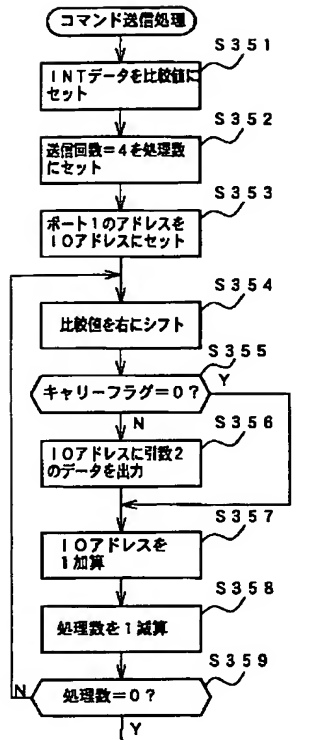 コマンド送信処理
S351
INTデータを比較値に
セット
S352
送信回数=4を処理数
にセット
S353
ポート1のアドレスを
IOアドレスにセット
S354
比較値を右にシフト
S355
キャリーフラグ=0?
Y
N
S356
IOアドレスに引数2
のデータを出力
S357
IOアドレスを
1加算
S358
処理数を1減算
S359
N
処理数=0?
Y